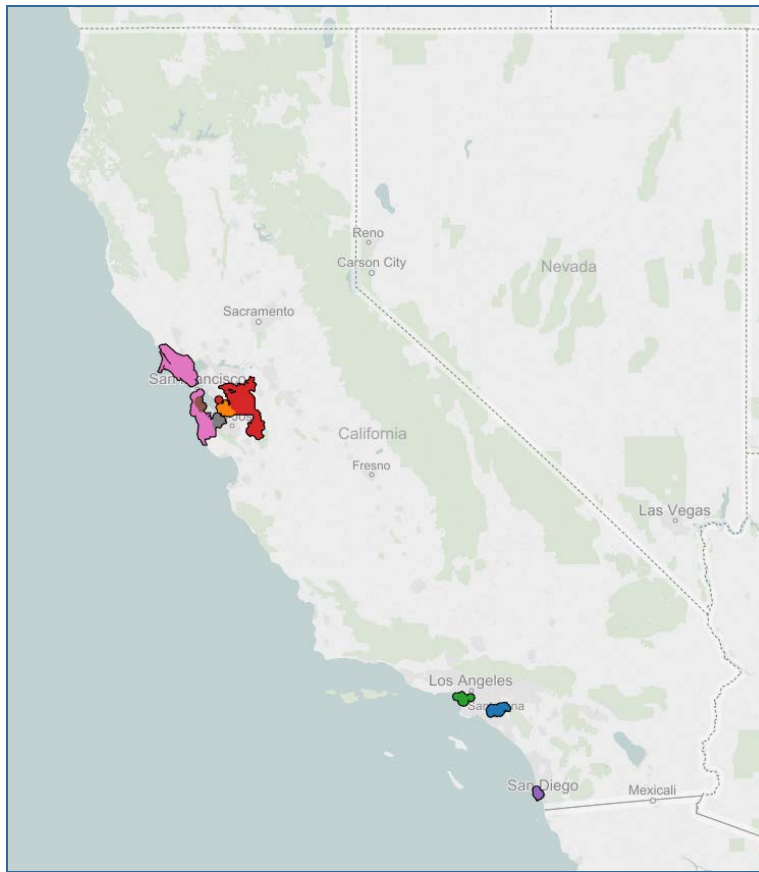 Reno
Carson City
Nevada
Sacramento
San Francisco
California
Fresno
Las Vegas
Los Angeles
San Diego
Mexicali